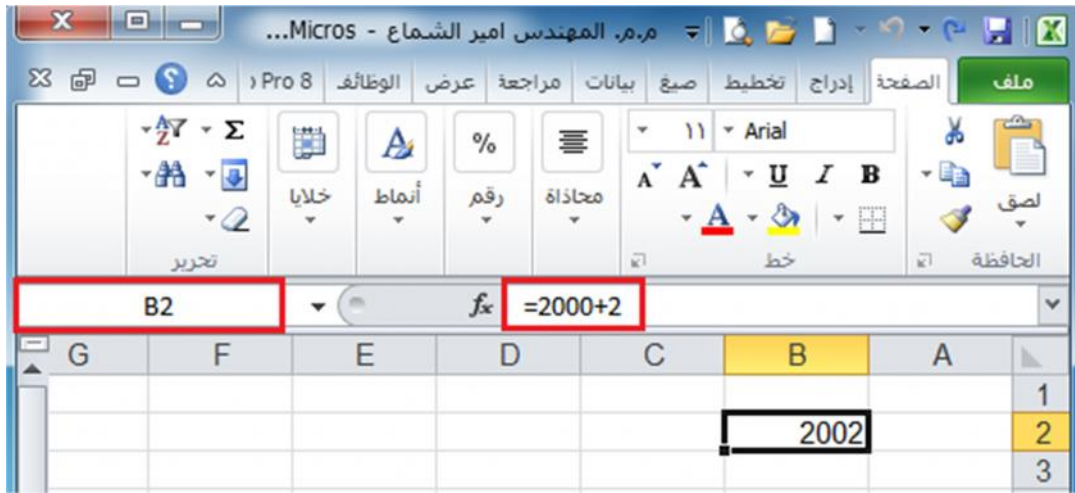 م.م. المهندس امير الشماع - Micros...
ملف الصفحة إدراج تخطيط صيغ بيانات مراجعة عرض الوظائف Pro 8
لصق Arial ١١ محاذاة % رقم أنماط خلايا Σ
B I U A A A
الحافظة خط تحرير
B2 fx =2000+2
A B C D E F G
1
2 2002
3